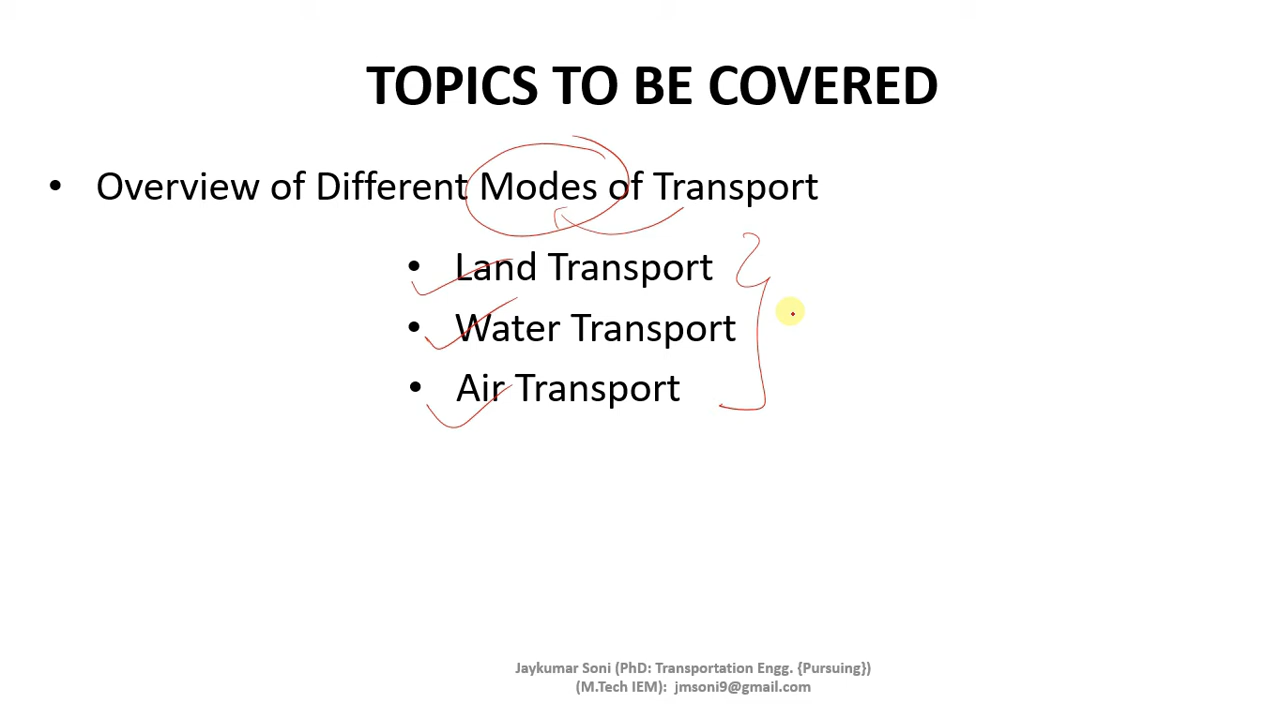 TOPICS TO BE COVERED
• Overview of Different Modes of Transport
• Land Transport
• Water Transport
• Air Transport
Jaykumar Soni (PhD: Transportation Engg. {Pursuing})
(M.Tech IEM): jmsoni9@gmail.com